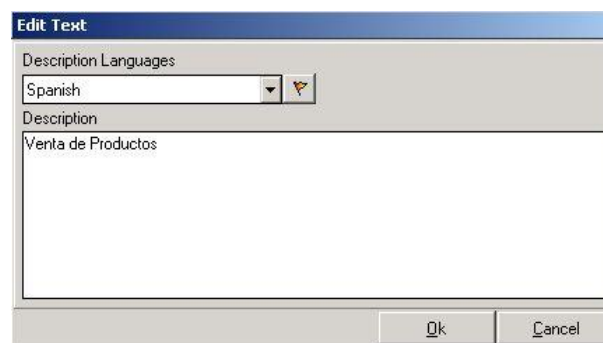 Edit Text
Description Languages
Spanish
Description
Venta de Productos
Ok Cancel